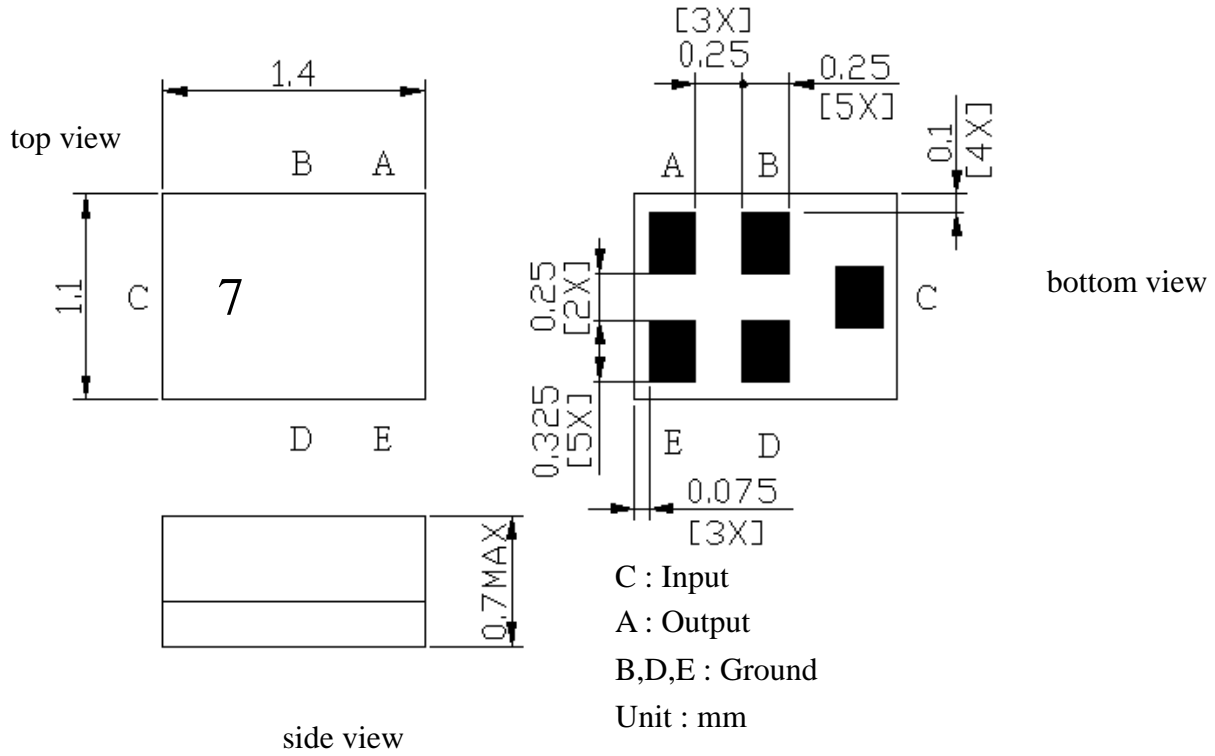 [3X]
0.25
1.4
0.25
[5X]
top view
0.1
[4X]
B A
A B
1.1
C
7
0.25
[2X]
C
bottom view
0.325
[5X]
D E
E D
0.075
[3X]
0.7MAX
C : Input
A : Output
B,D,E : Ground
Unit : mm
side view